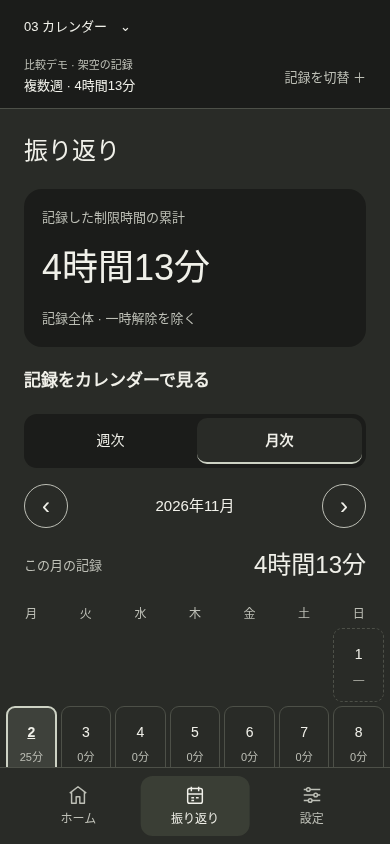 03 カレンダー
比較デモ · 架空の記録
複数週 · 4時間13分
記録を切替 ＋
振り返り
記録した制限時間の累計
4時間13分
記録全体 · 一時解除を除く
記録をカレンダーで見る
週次 月次
‹ 2026年11月 ›
この月の記録 4時間13分
月 火 水 木 金 土 日
1
—
2 3 4 5 6 7 8
25分 0分 0分 0分 0分 0分 0分
ホーム 振り返り 設定